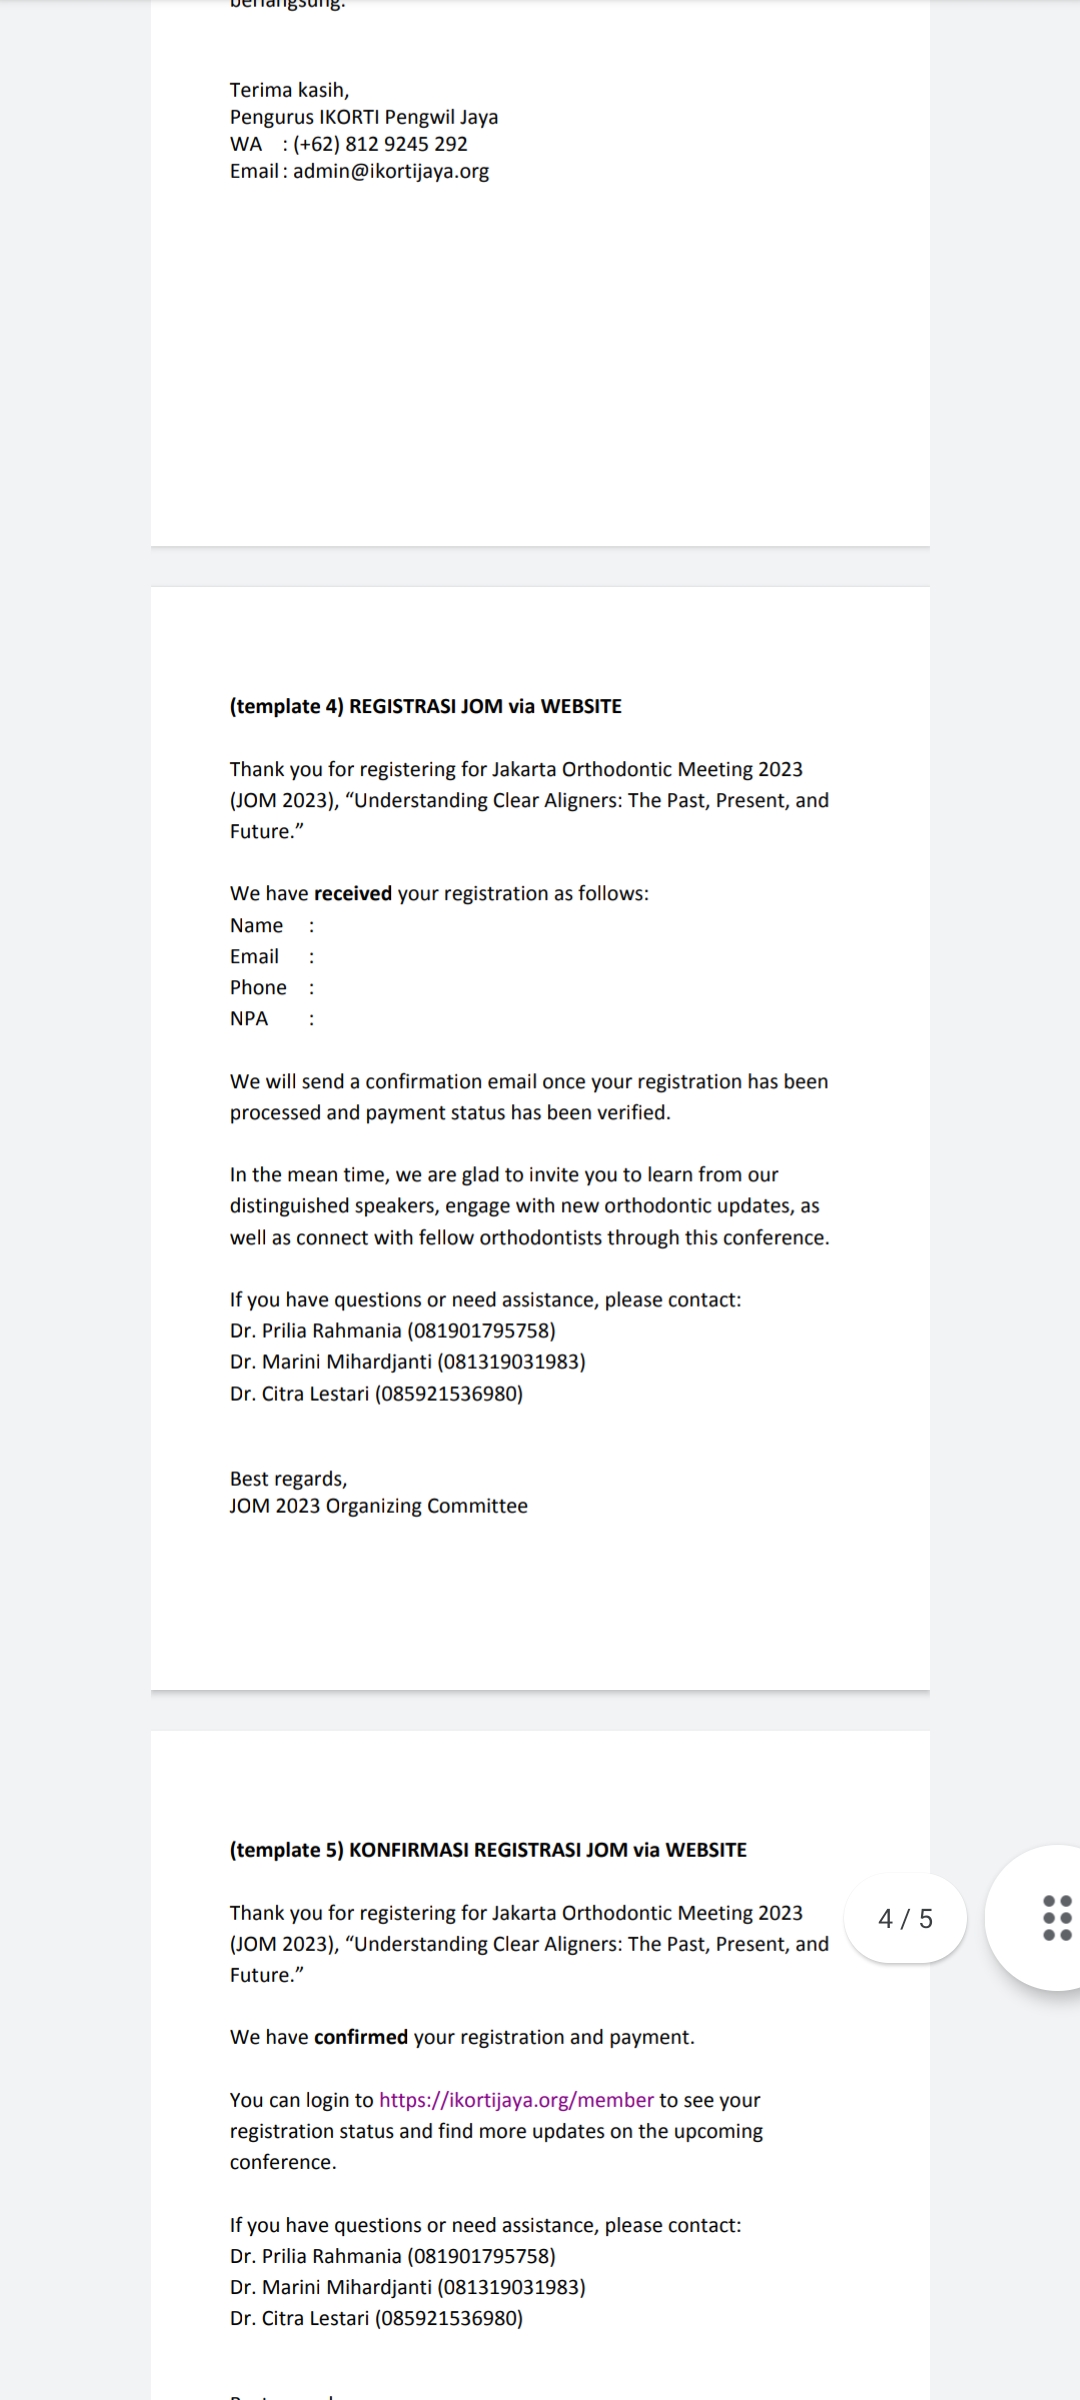 berlangsung.
Terima kasih,
Pengurus IKORTI Pengwil Jaya
WA : (+62) 812 9245 292
Email : admin@ikortijaya.org
(template 4) REGISTRASI JOM via WEBSITE
Thank you for registering for Jakarta Orthodontic Meeting 2023
(JOM 2023), “Understanding Clear Aligners: The Past, Present, and
Future.”
We have received your registration as follows:
Name :
Email :
Phone :
NPA :
We will send a confirmation email once your registration has been
processed and payment status has been verified.
In the mean time, we are glad to invite you to learn from our
distinguished speakers, engage with new orthodontic updates, as
well as connect with fellow orthodontists through this conference.
If you have questions or need assistance, please contact:
Dr. Prilia Rahmania (081901795758)
Dr. Marini Mihardjanti (081319031983)
Dr. Citra Lestari (085921536980)
Best regards,
JOM 2023 Organizing Committee
(template 5) KONFIRMASI REGISTRASI JOM via WEBSITE
Thank you for registering for Jakarta Orthodontic Meeting 2023
(JOM 2023), “Understanding Clear Aligners: The Past, Present, and
Future.”
4 / 5
We have confirmed your registration and payment.
You can login to https://ikortijaya.org/member to see your
registration status and find more updates on the upcoming
conference.
If you have questions or need assistance, please contact:
Dr. Prilia Rahmania (081901795758)
Dr. Marini Mihardjanti (081319031983)
Dr. Citra Lestari (085921536980)